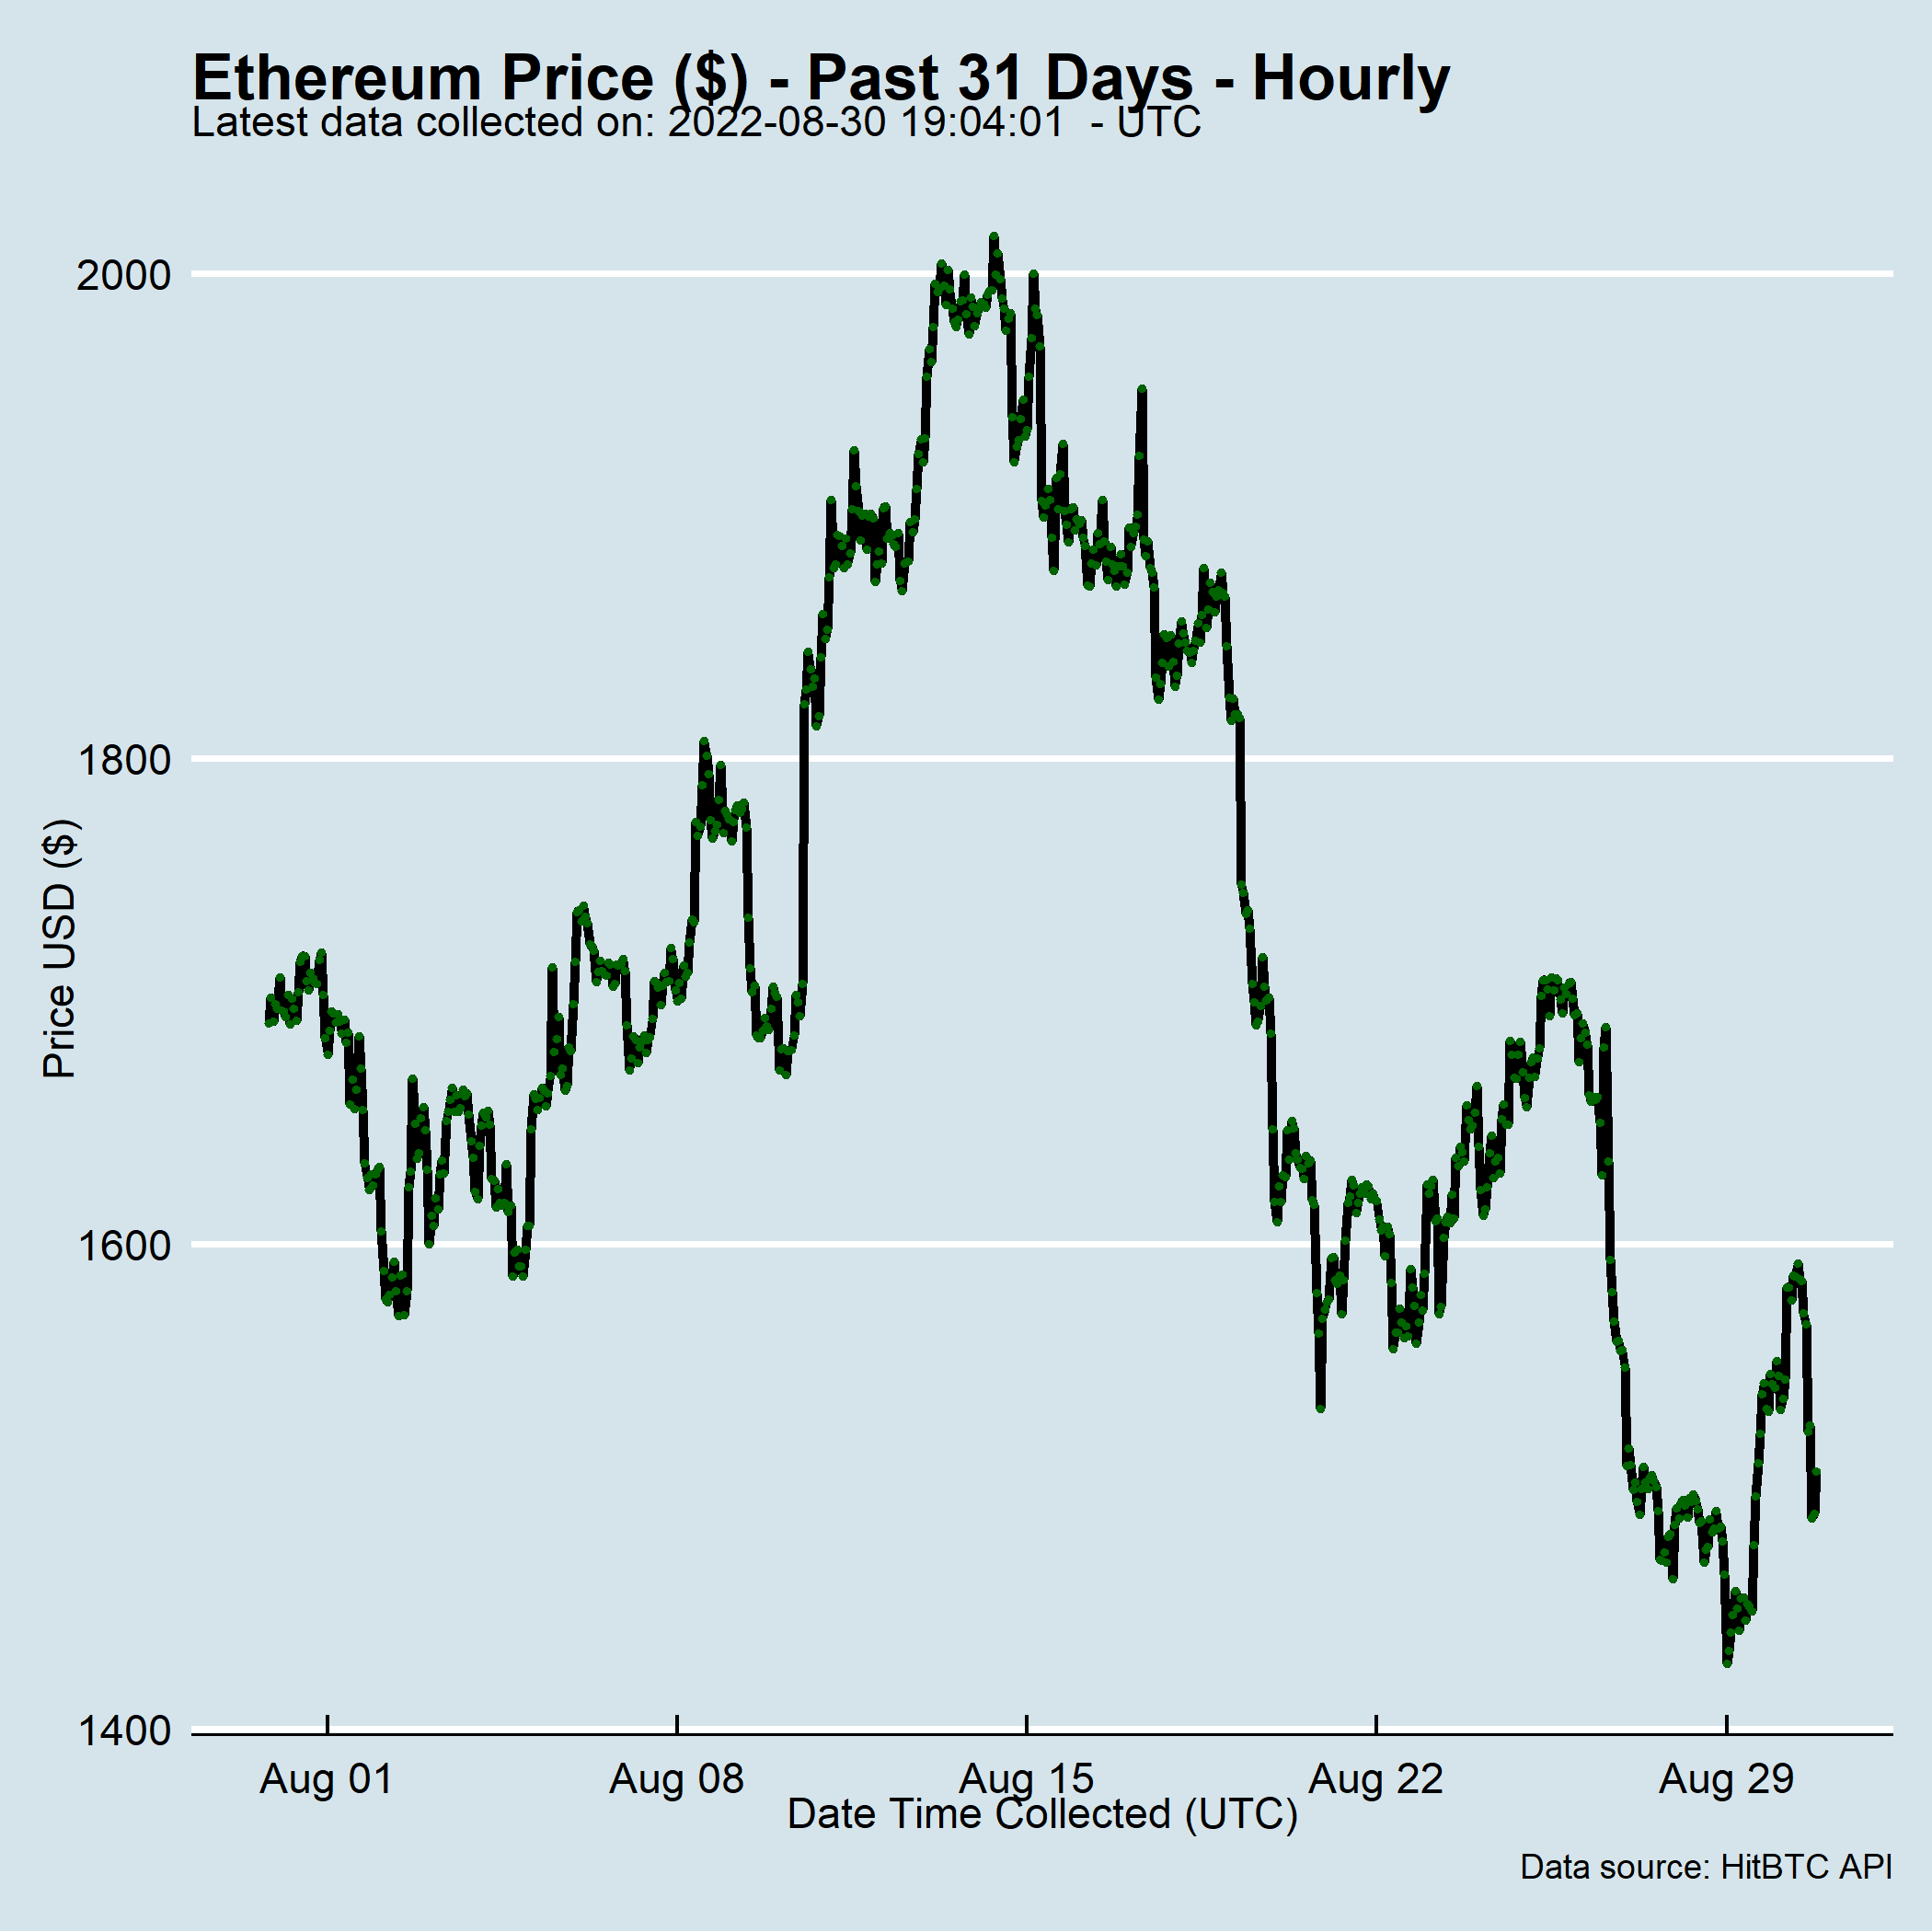 Ethereum Price ($) - Past 31 Days - Hourly
Latest data collected on: 2022-08-30 19:04:01  - UTC
2000
1800
1600
1400
Price USD ($)
Aug 01
Aug 08
Aug 15
Aug 22
Aug 29
Date Time Collected (UTC)
Data source: HitBTC API